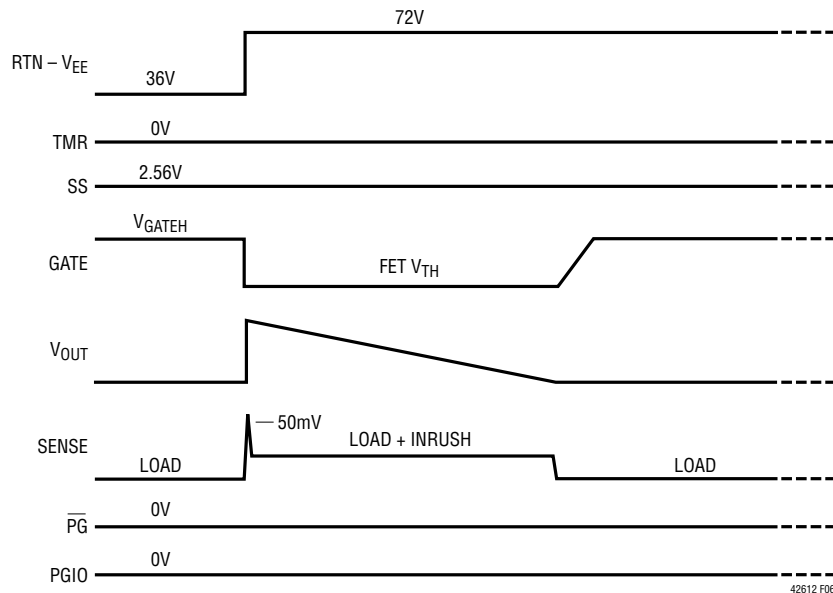 72V
RTN – VEE
36V
TMR
0V
SS
2.56V
VGATEH
GATE
FET VTH
VOUT
50mV
SENSE
LOAD + INRUSH
LOAD
LOAD
PG
0V
PGIO
0V
42612 F06